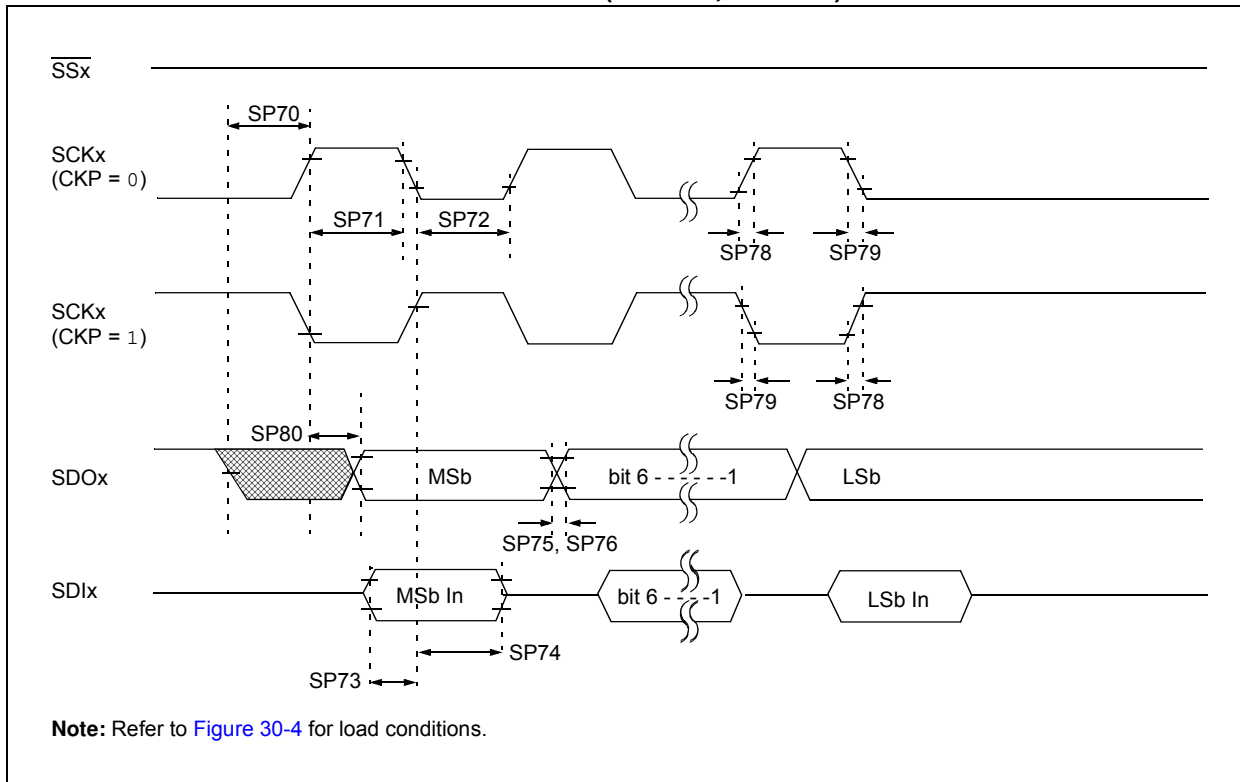 SSx
SP70
SCKx
(CKP = 0)
SP71
SP72
SP78
SP79
SCKx
(CKP = 1)
SP79
SP78
SP80
SDOx
MSb
bit 6 - - - - - -1
LSb
SP75, SP76
SDIx
MSb In
bit 6 - - - - -1
LSb In
SP74
SP73
Note: Refer to Figure 30-4 for load conditions.